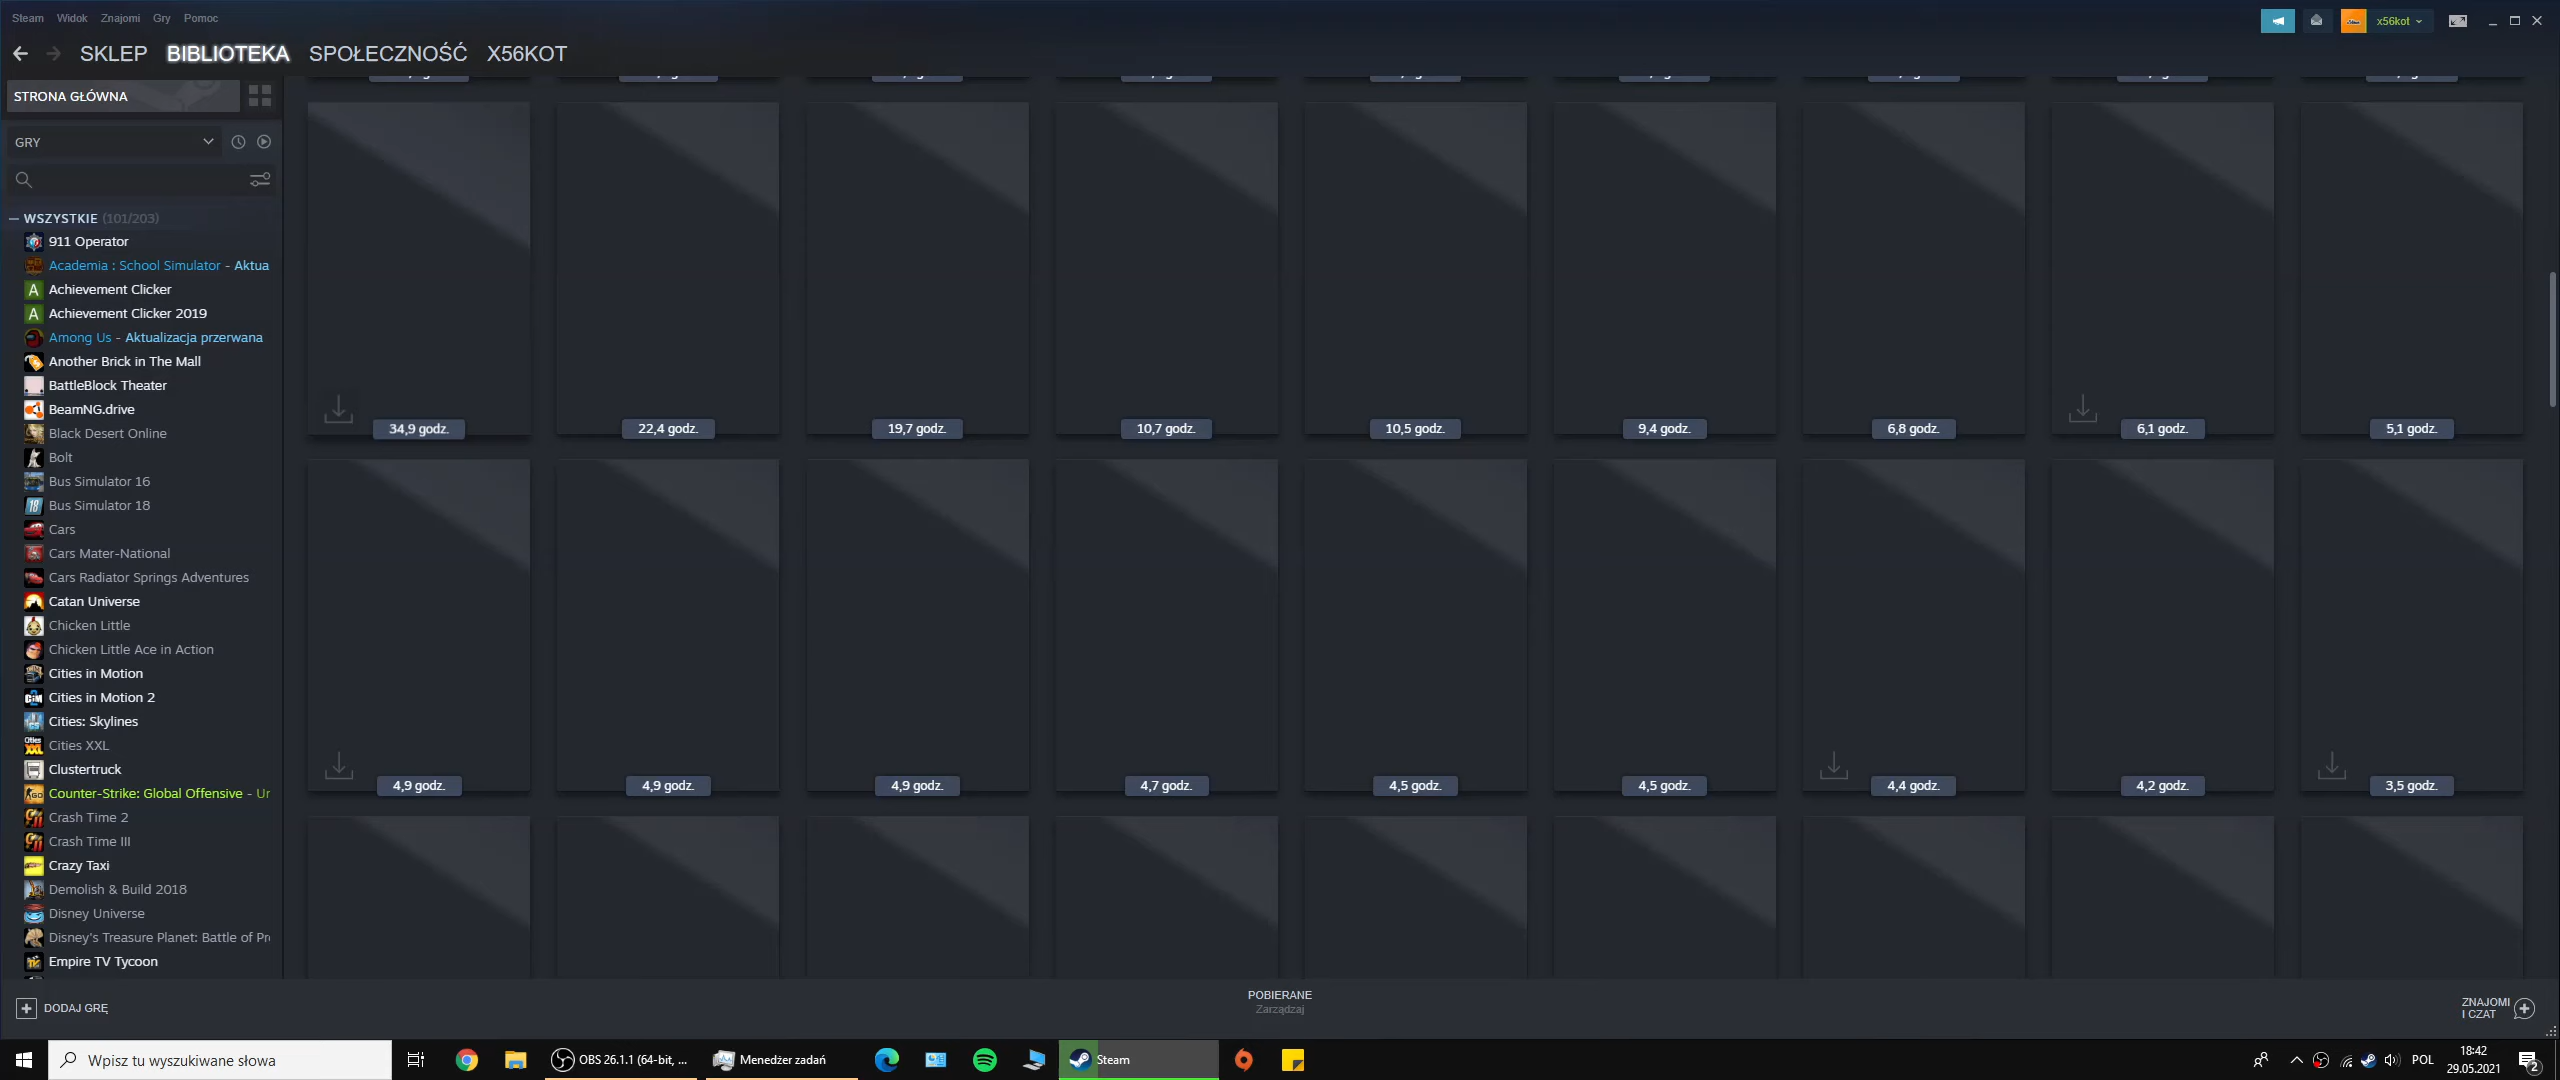 Steam Widok Znajomi Gry Pomoc
x56kot
SKLEP BIBLIOTEKA SPOŁECZNOŚĆ X56KOT
STRONA GŁÓWNA
GRY
WSZYSTKIE (101/203)
911 Operator
Academia : School Simulator - Aktua
Achievement Clicker
Achievement Clicker 2019
Among Us - Aktualizacja przerwana
Another Brick in The Mall
BattleBlock Theater
BeamNG.drive
Black Desert Online
Bolt
Bus Simulator 16
Bus Simulator 18
Cars
Cars Mater-National
Cars Radiator Springs Adventures
Catan Universe
Chicken Little
Chicken Little Ace in Action
Cities in Motion
Cities in Motion 2
Cities: Skylines
Cities XXL
Clustertruck
Counter-Strike: Global Offensive - Ur
Crash Time 2
Crash Time III
Crazy Taxi
Demolish & Build 2018
Disney Universe
Disney's Treasure Planet: Battle of Pr
Empire TV Tycoon
34,9 godz. 22,4 godz. 19,7 godz. 10,7 godz. 10,5 godz. 9,4 godz. 6,8 godz. 6,1 godz. 5,1 godz.
4,9 godz. 4,9 godz. 4,9 godz. 4,7 godz. 4,5 godz. 4,5 godz. 4,4 godz. 4,2 godz. 3,5 godz.
DODAJ GRĘ
POBIERANE
Zarządzaj
ZNAJOMI
I CZAT
Wpisz tu wyszukiwane słowa
OBS 26.1.1 (64-bit, ...
Menedżer zadań
Steam
POL
18:42
29.05.2021
2